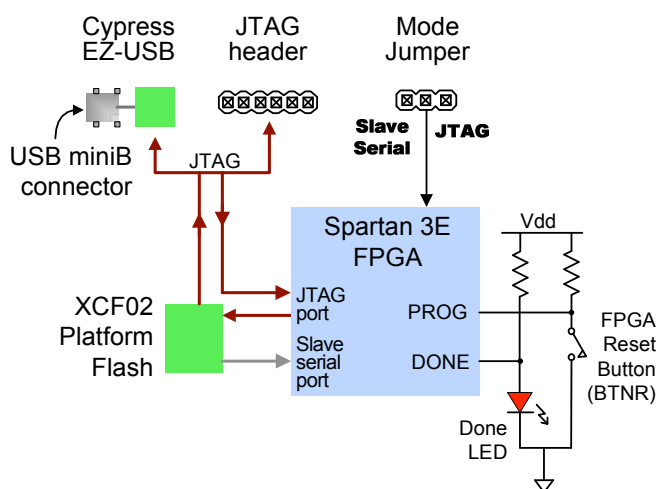 Cypress
EZ-USB
JTAG
header
Mode
Jumper
USB miniB
connector
JTAG
Slave
Serial
JTAG
Spartan 3E
FPGA
Vdd
JTAG
port
PROG
XCF02
Platform
Flash
Slave
serial
port
DONE
FPGA
Reset
Button
(BTNR)
Done
LED